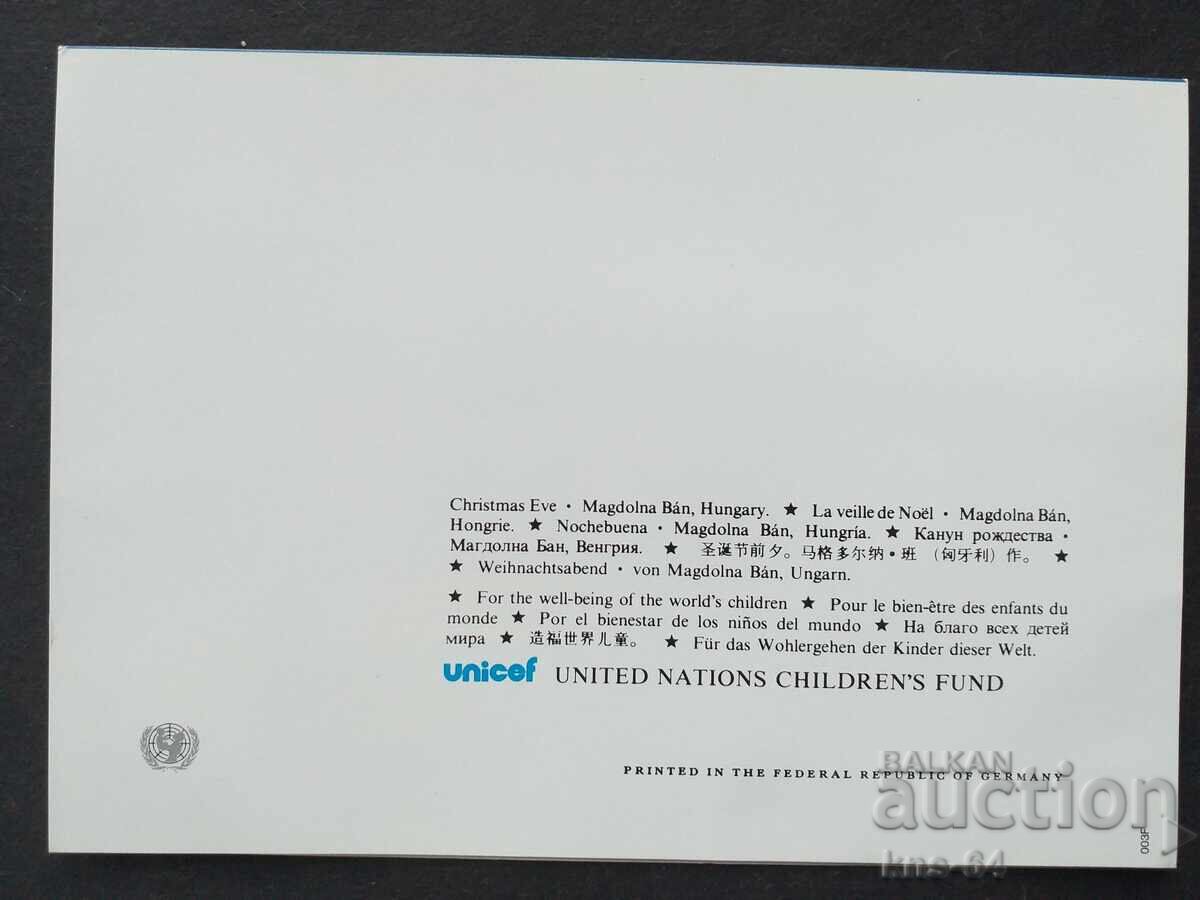 Christmas Eve · Magdolna Bán, Hungary. ★ La veille de Noël · Magdolna Bán,
Hongrie. ★ Nochebuena · Magdolna Bán, Hungría. ★ Канун рождества ·
Магдолна Бан, Венгрия. ★ 圣诞节前夕。马格多尔纳·班 (匈牙利) 作。 ★
★ Weihnachtsabend · von Magdolna Bán, Ungarn.
★ For the well-being of the world's children ★ Pour le bien-être des enfants du
monde ★ Por el bienestar de los niños del mundo ★ На благо всех детей
мира ★ 造福世界儿童。 ★ Für das Wohlergehen der Kinder dieser Welt.
unicef UNITED NATIONS CHILDREN'S FUND
PRINTED IN THE FEDERAL REPUBLIC OF GERMANY
003F
BALKAN
auction
kns-64